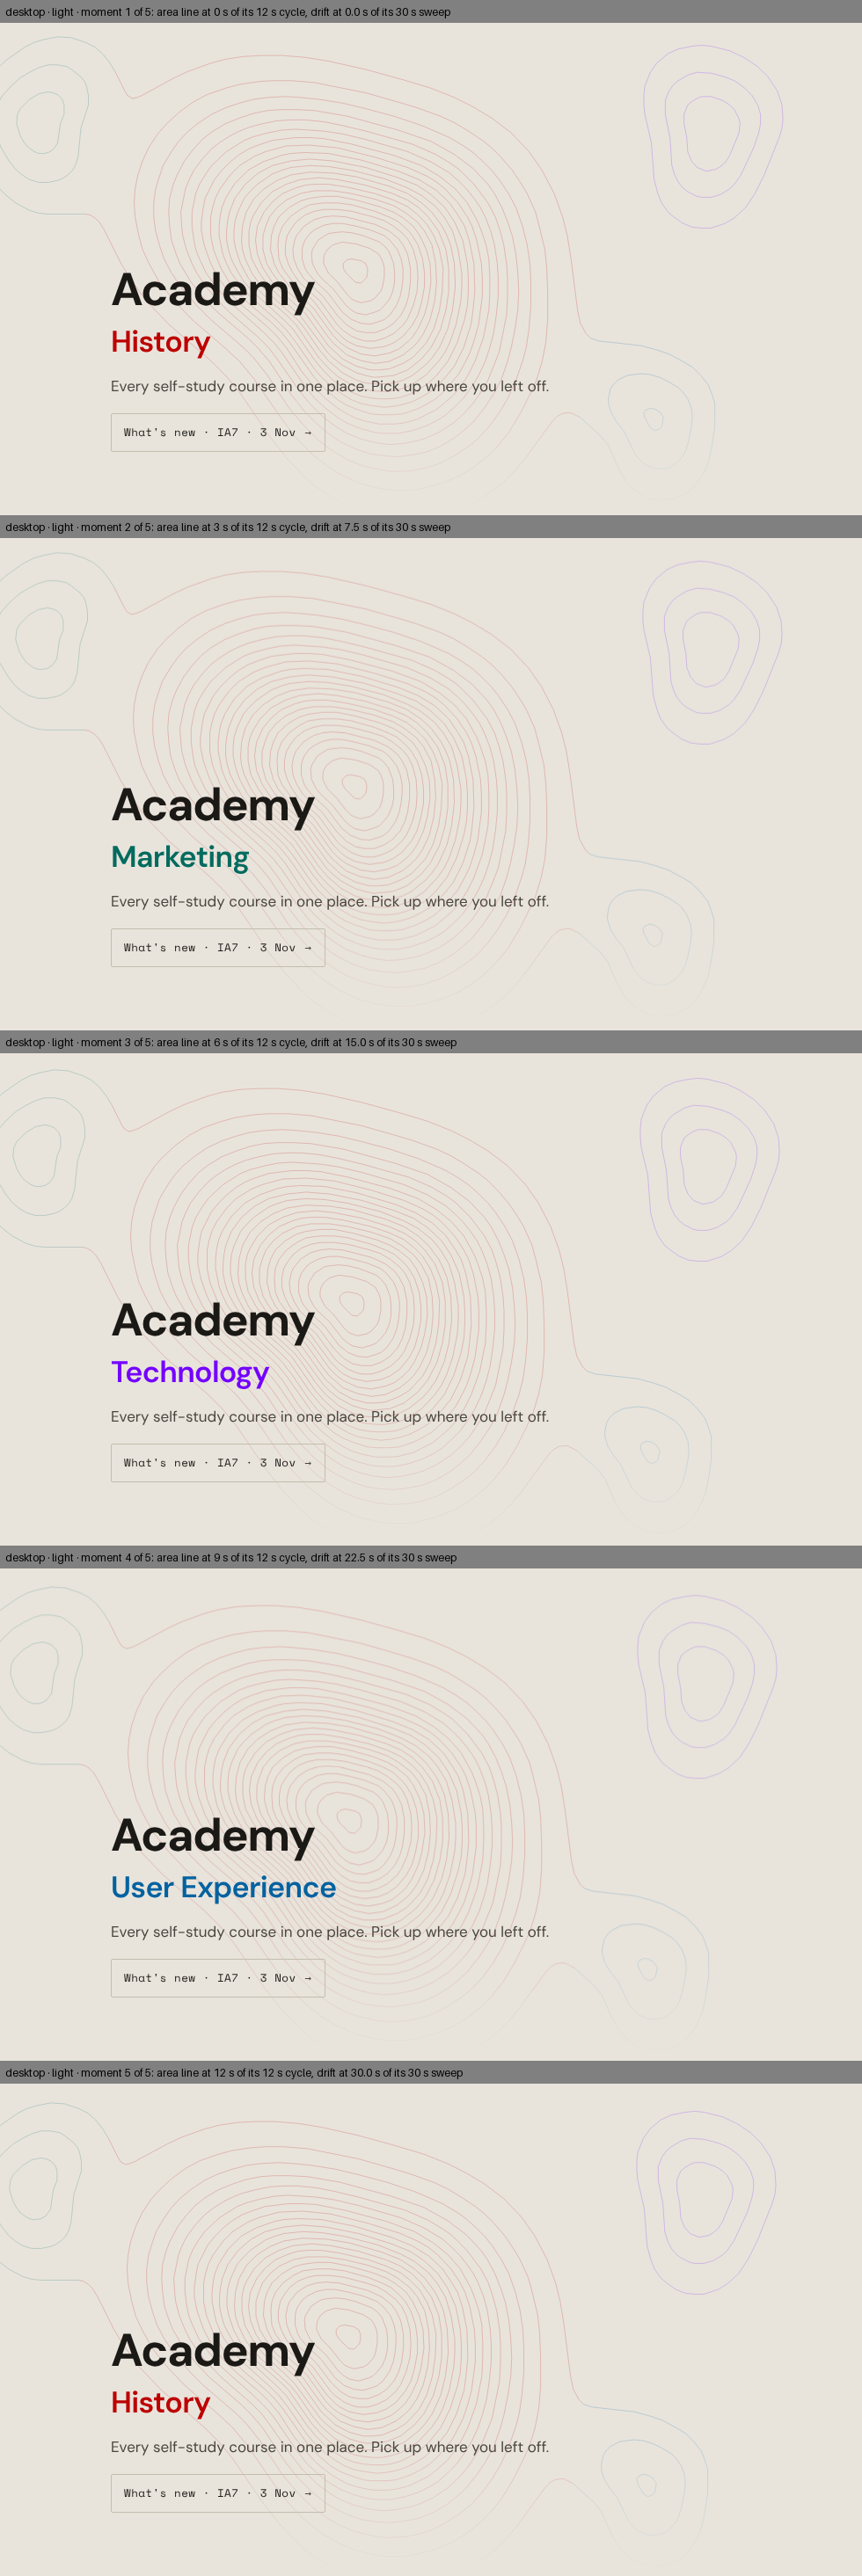 desktop · light · moment 1 of 5: area line at 0 s of its 12 s cycle, drift at 0.0 s of its 30 s sweep
Academy
History
Every self-study course in one place. Pick up where you left off.
What's new · IA7 · 3 Nov →
desktop · light · moment 2 of 5: area line at 3 s of its 12 s cycle, drift at 7.5 s of its 30 s sweep
Academy
Marketing
Every self-study course in one place. Pick up where you left off.
What's new · IA7 · 3 Nov →
desktop · light · moment 3 of 5: area line at 6 s of its 12 s cycle, drift at 15.0 s of its 30 s sweep
Academy
Technology
Every self-study course in one place. Pick up where you left off.
What's new · IA7 · 3 Nov →
desktop · light · moment 4 of 5: area line at 9 s of its 12 s cycle, drift at 22.5 s of its 30 s sweep
Academy
User Experience
Every self-study course in one place. Pick up where you left off.
What's new · IA7 · 3 Nov →
desktop · light · moment 5 of 5: area line at 12 s of its 12 s cycle, drift at 30.0 s of its 30 s sweep
Academy
History
Every self-study course in one place. Pick up where you left off.
What's new · IA7 · 3 Nov →